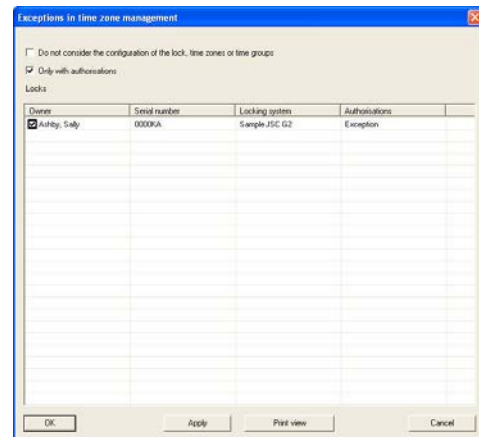 Exceptions in time zone management
Do not consider the configuration of the lock, time zones or time groups
Only with authorisations
Locks
Owner Serial number Locking system Authorisations
Ashby, Sally 0000KA Sample JSC G2 Exception
OK Apply Print view Cancel